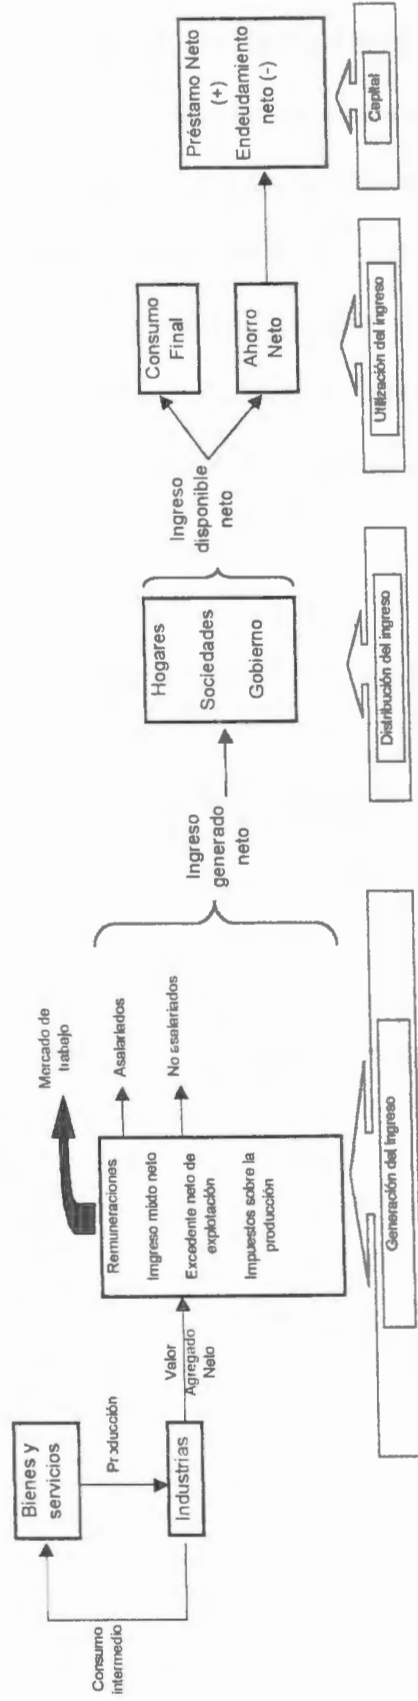 Consumo
intermedio
Bienes y
servicios
Producción
Industrias
Valor
Agregado
Neto
Mercado de
trabajo
Remuneraciones
Imgreso mixto neto
Excedente neto de
explotación
Impuestos sobre la
producción
Asalariados
No asalariados
Ingreso
generado
neto
Hogares
Sociedades
Gobierno
Ingreso
disponible
neto
Consumo
Final
Ahorro
Neto
Préstamo Neto
(+)
Endeudamiento
neto (-)
Generación del ingreso
Distribución del ingreso
Utilización del ingreso
Capital